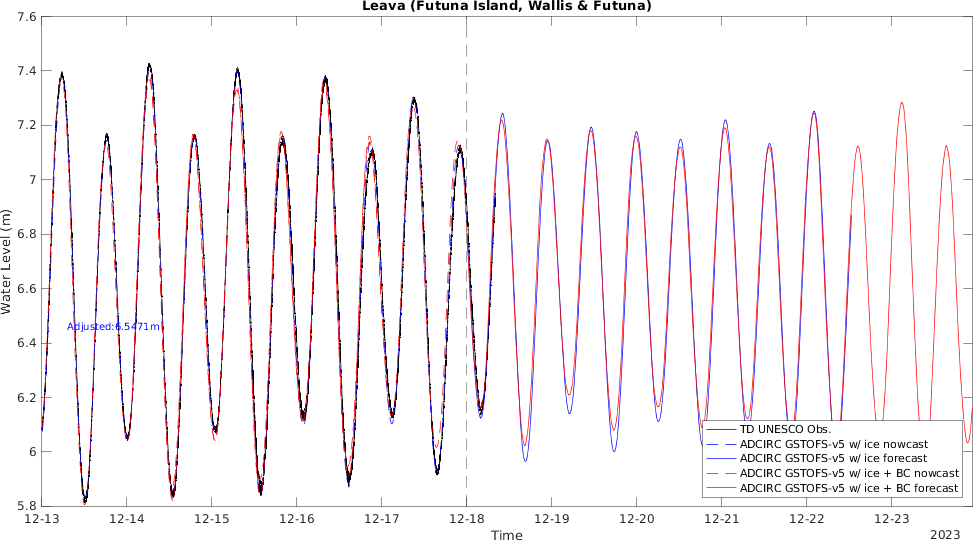 Leava (Futuna Island, Wallis & Futuna)
7.6
7.4
7.2
7
6.8
6.6
6.4
6.2
6
5.8
Water Level (m)
Adjusted:6.5471m
TD UNESCO Obs.
ADCIRC GSTOFS-v5 w/ ice nowcast
ADCIRC GSTOFS-v5 w/ ice forecast
ADCIRC GSTOFS-v5 w/ ice + BC nowcast
ADCIRC GSTOFS-v5 w/ ice + BC forecast
12-13 12-14 12-15 12-16 12-17 12-18 12-19 12-20 12-21 12-22 12-23
Time
2023